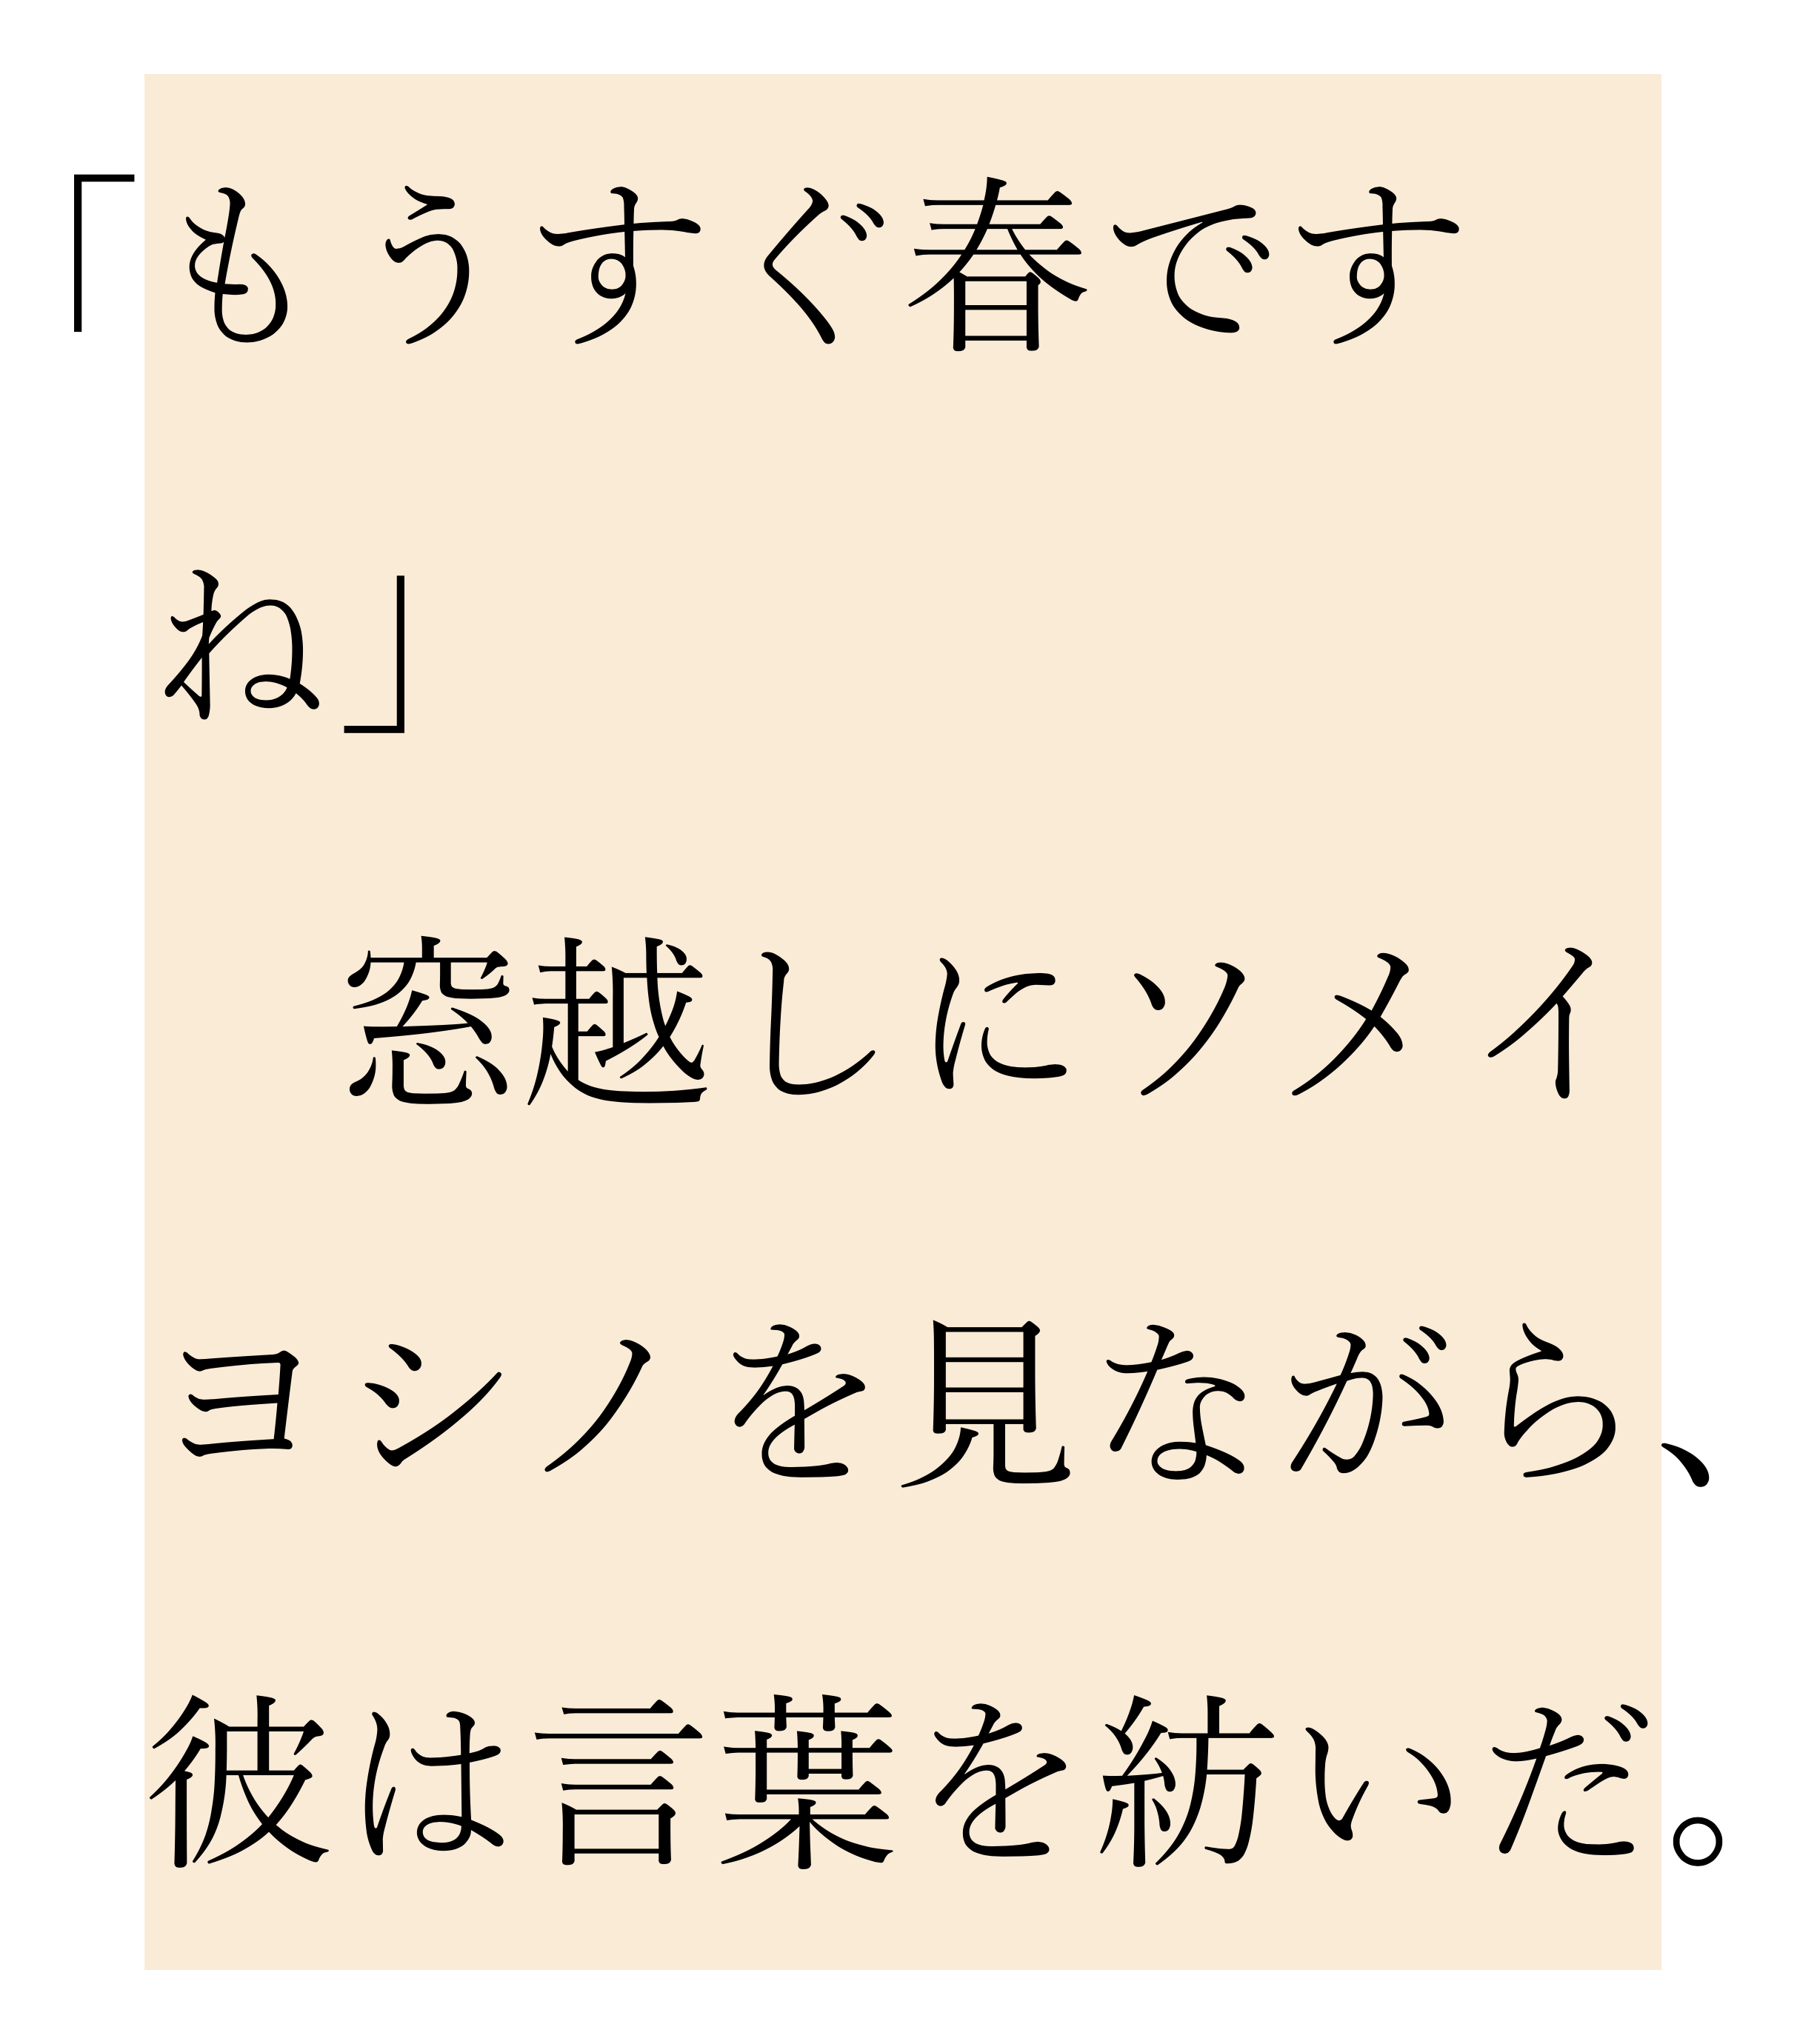 「もうすぐ春です
ね」
　窓越しにソメイ
ヨシノを見ながら、
彼は言葉を紡いだ。